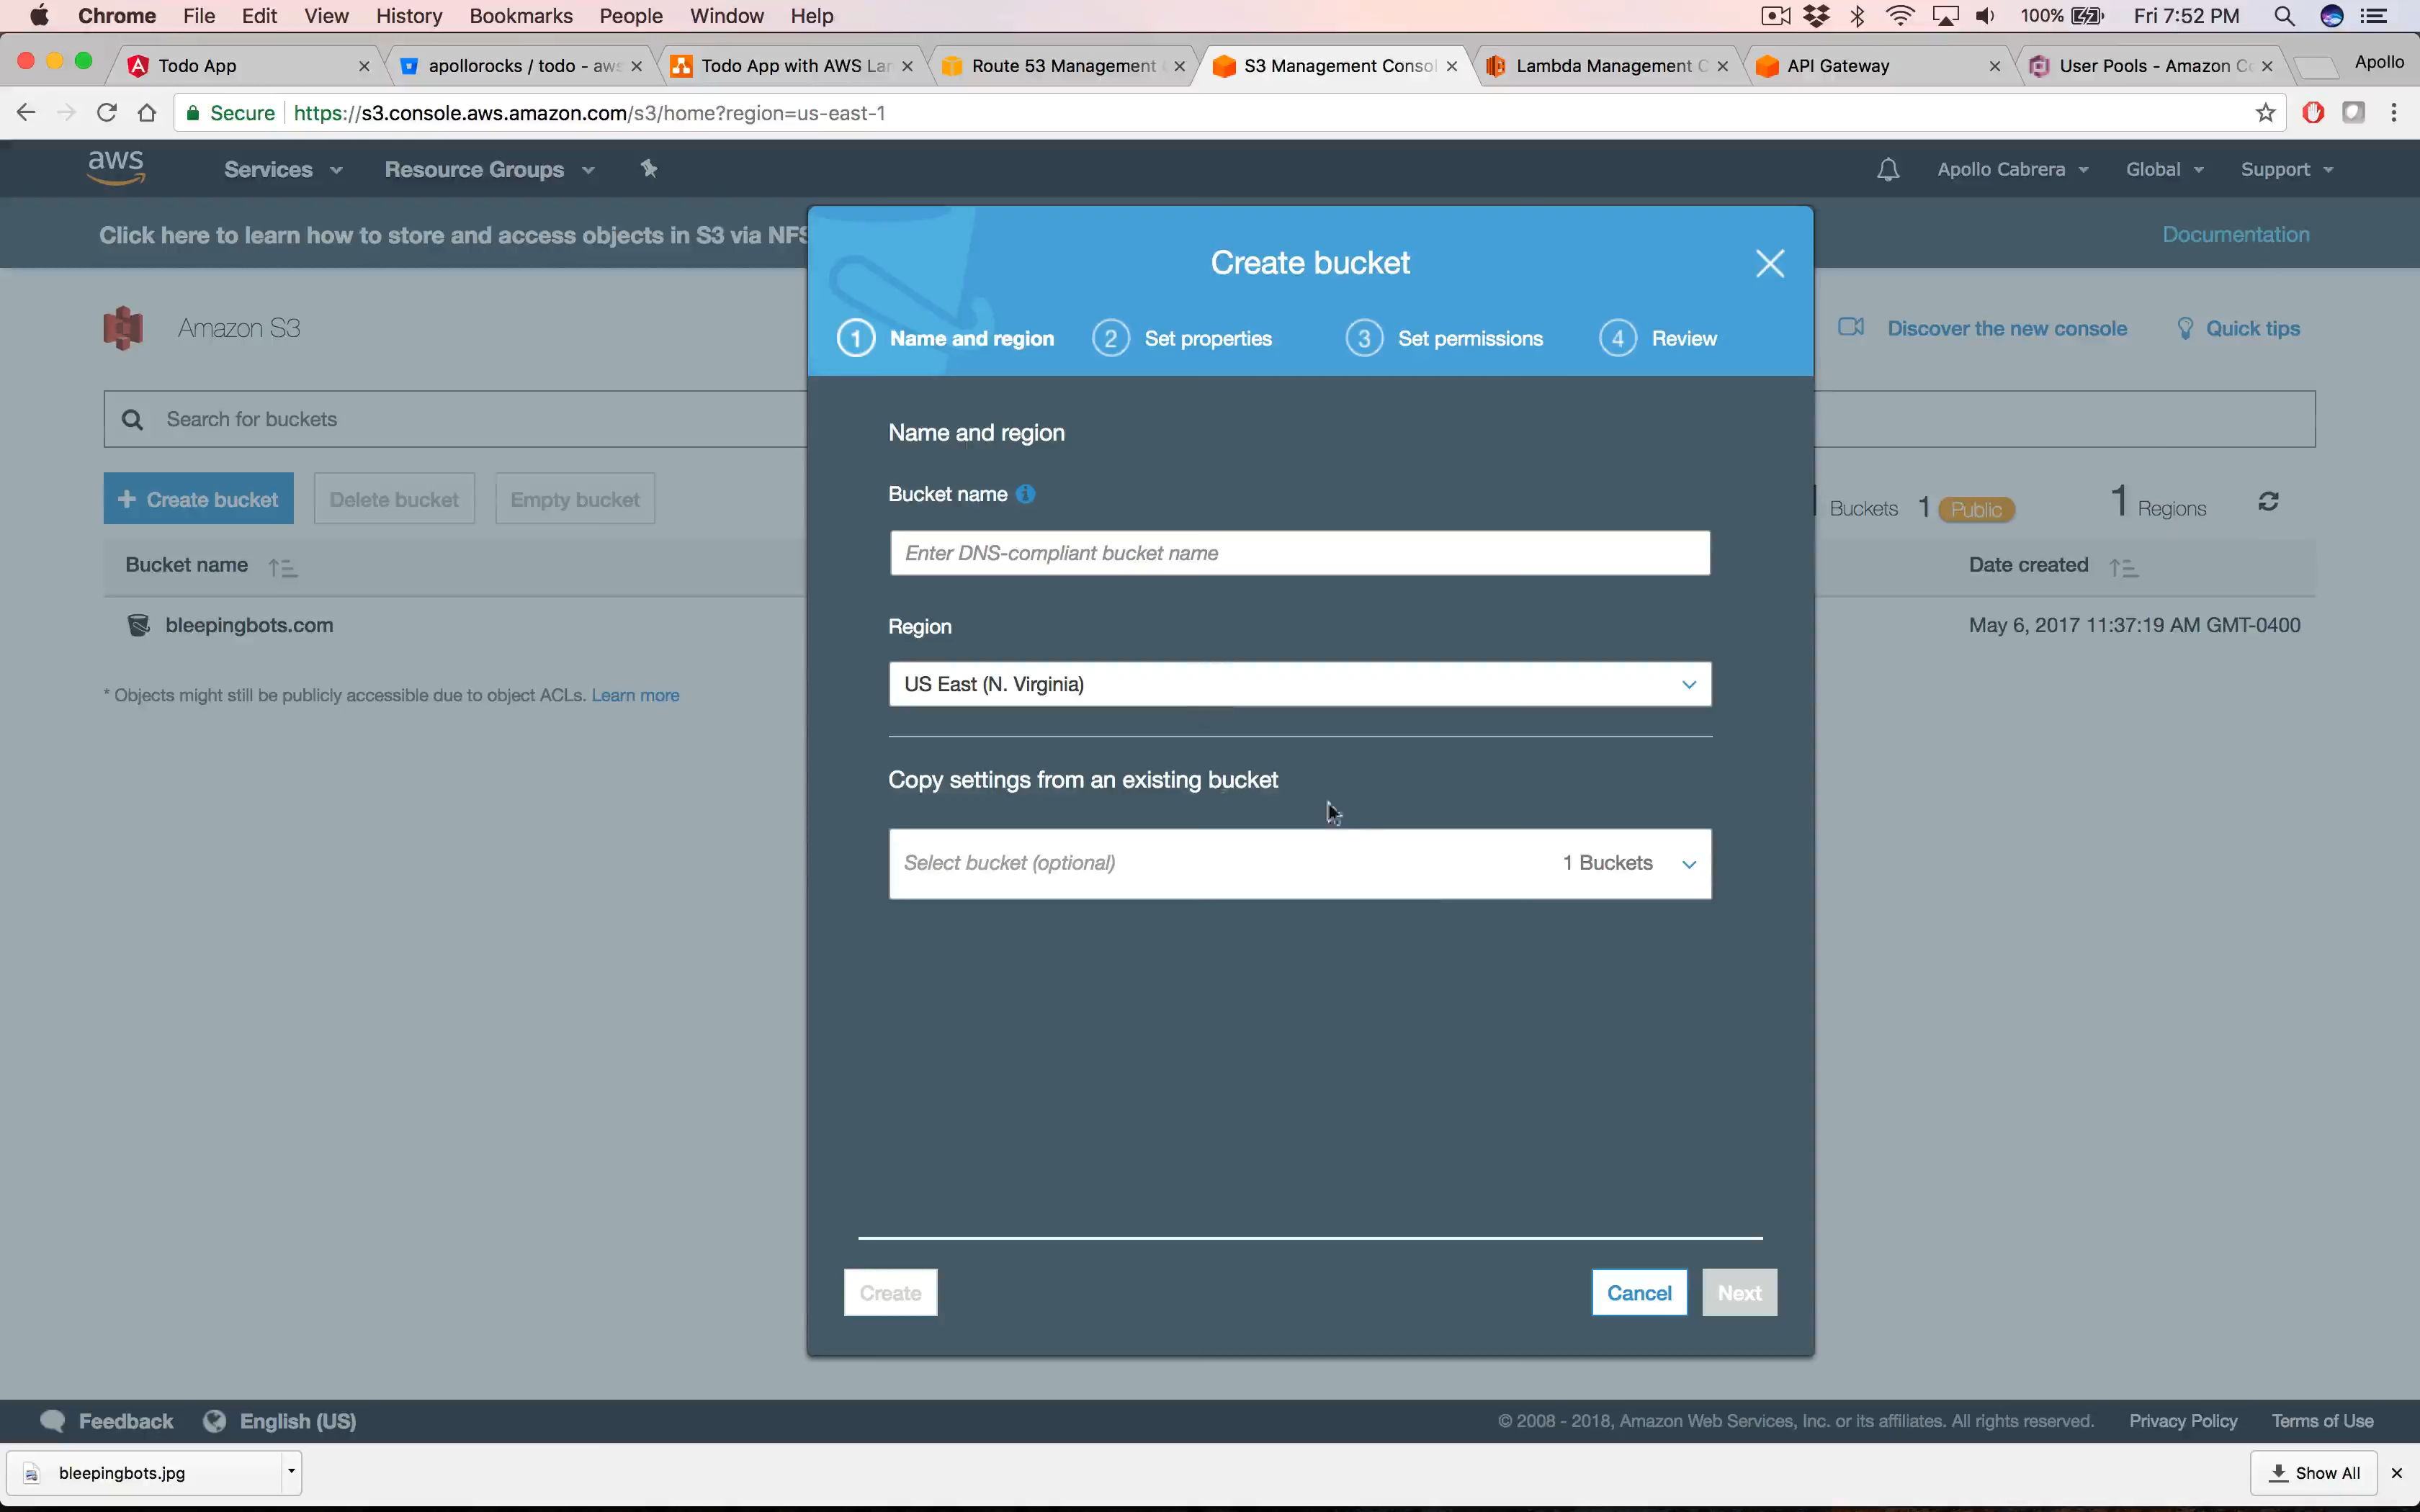 Chrome File Edit View History Bookmarks People Window Help 100% Fri 7:52 PM
Todo App apollorocks / todo - aws Todo App with AWS Lar Route 53 Management S3 Management Consol Lambda Management C API Gateway User Pools - Amazon Co Apollo
Secure https://s3.console.aws.amazon.com/s3/home?region=us-east-1
aws Services Resource Groups Apollo Cabrera Global Support
Click here to learn how to store and access objects in S3 via NFS Documentation
Create bucket
1 Name and region 2 Set properties 3 Set permissions 4 Review
Amazon S3 Discover the new console Quick tips
Search for buckets
Name and region
+ Create bucket Delete bucket Empty bucket
Buckets 1 Public 1 Regions
Bucket name
Enter DNS-compliant bucket name
Bucket name Date created
bleepingbots.com May 6, 2017 11:37:19 AM GMT-0400
Region
US East (N. Virginia)
* Objects might still be publicly accessible due to object ACLs. Learn more
Copy settings from an existing bucket
Select bucket (optional) 1 Buckets
Create Cancel Next
Feedback English (US) © 2008 - 2018, Amazon Web Services, Inc. or its affiliates. All rights reserved. Privacy Policy Terms of Use
bleepingbots.jpg Show All